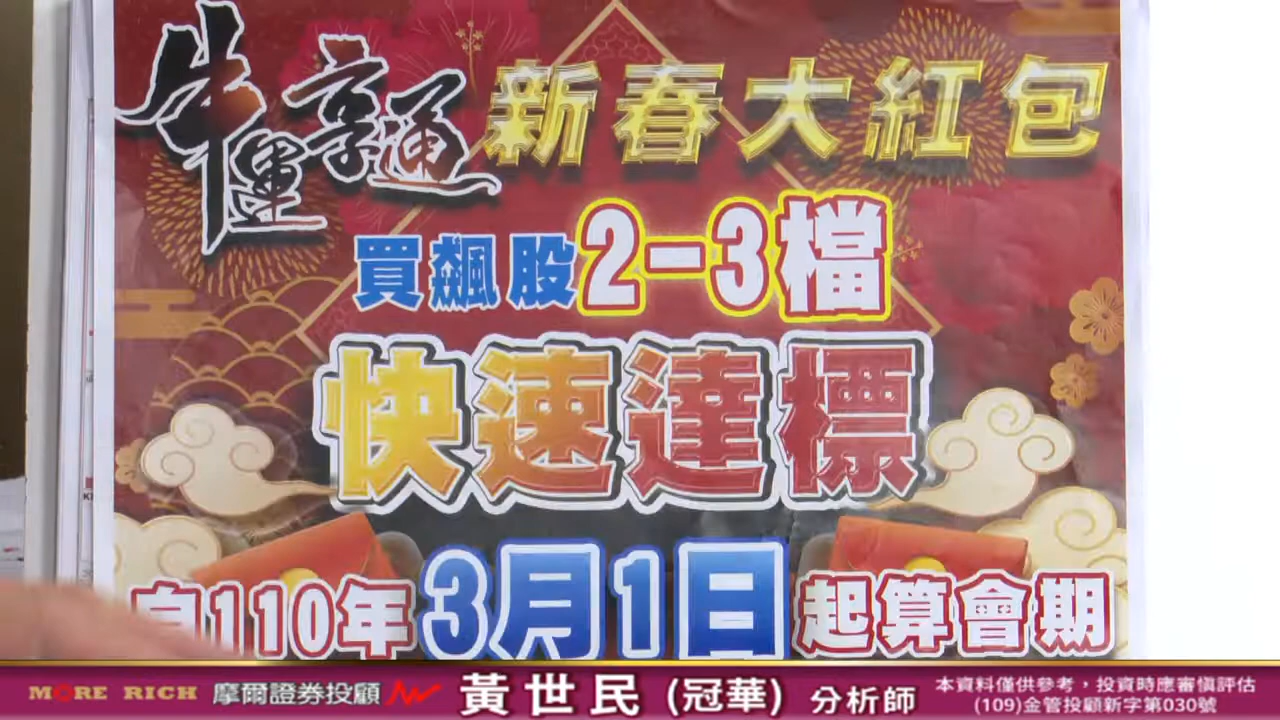 牛運亨通 新春大紅包
買飆股2-3檔
快速達標
自110年3月1日起算會期
MORE RICH 摩爾證券投顧 黃世民(冠華) 分析師
本資料僅供參考,投資時應審慎評估
(109)金管投顧新字第030號